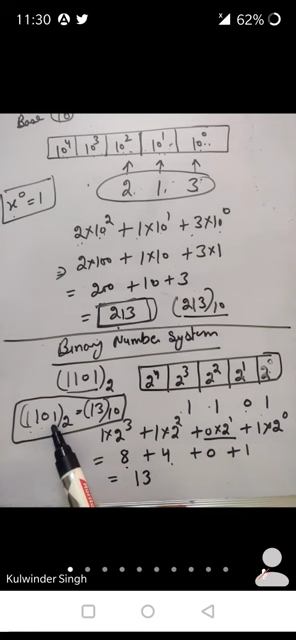 11:30 62%
Base (10)
10⁴ 10³ 10² 10¹ 10⁰
2 1 3
x⁰=1
2×10² + 1×10¹ + 3×10⁰
⇒ 2×100 + 1×10 + 3×1
= 200 + 10 + 3
= 213 (213)₁₀
Binary Number System
(1101)₂ 2⁴ 2³ 2² 2¹ 2⁰
(1101)₂=(13)₁₀ 1 1 0 1
1×2³ + 1×2² + 0×2¹ + 1×2⁰
= 8 + 4 + 0 + 1
= 13
Kulwinder Singh